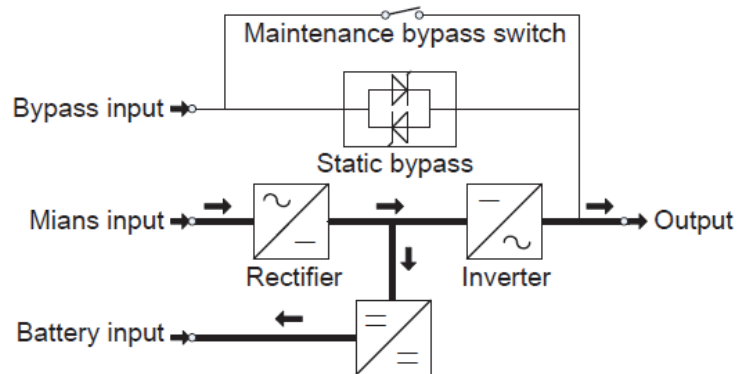 Maintenance bypass switch
Bypass input
Static bypass
Mians input
Output
Rectifier
Inverter
Battery input